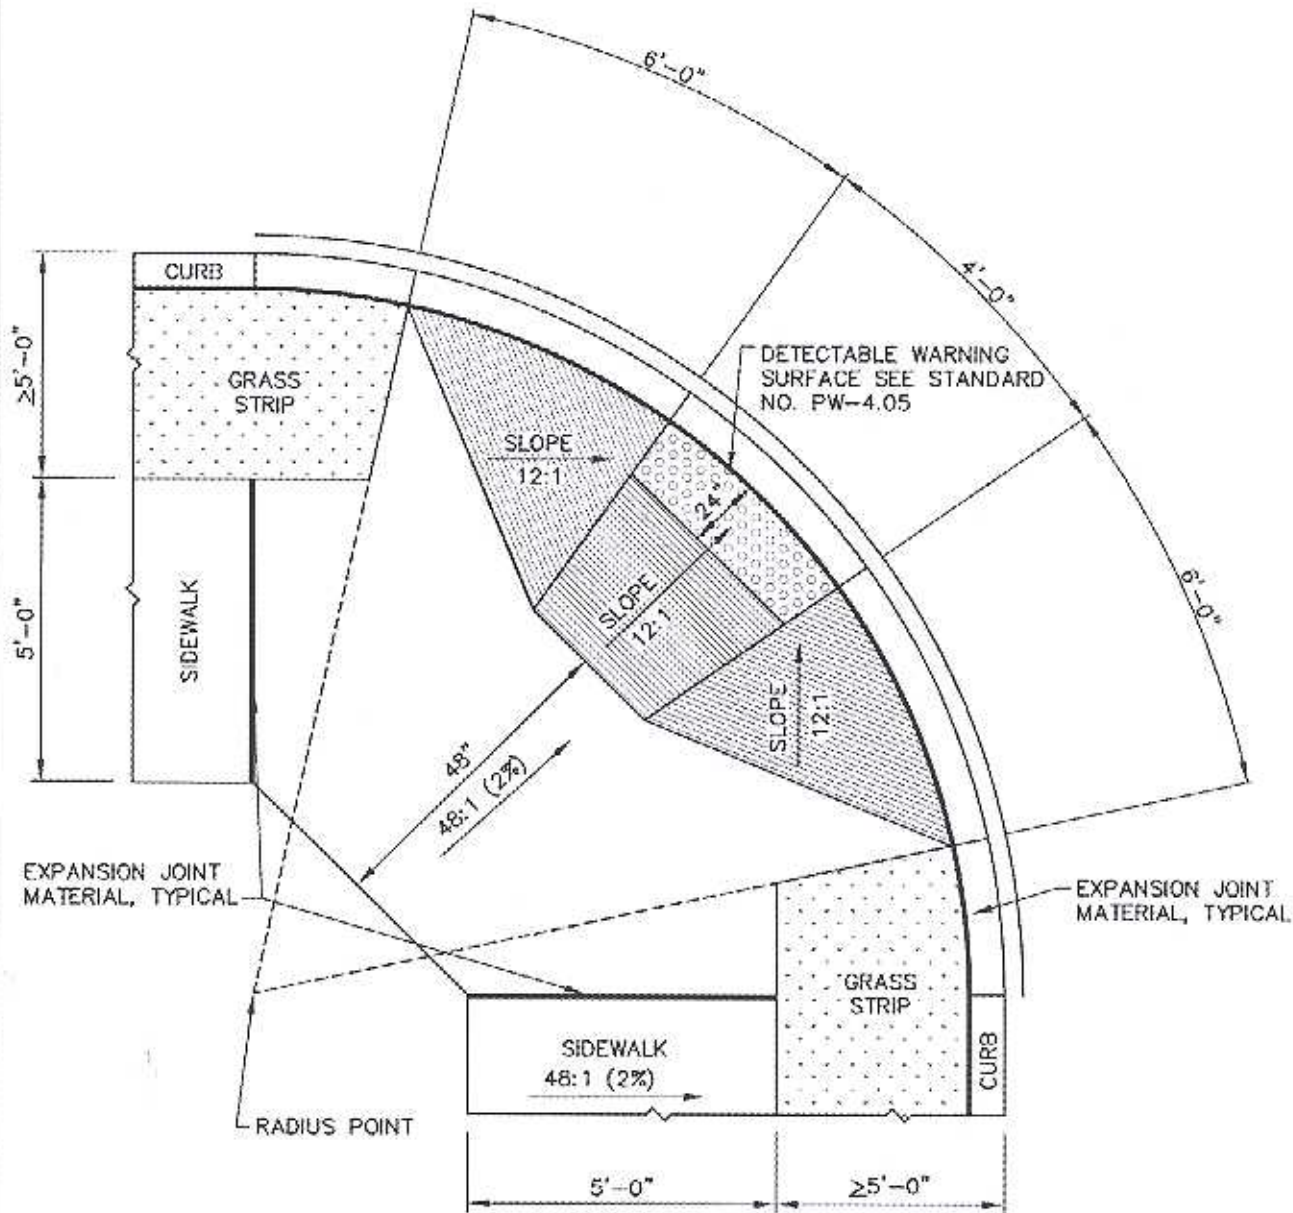 6'-0"
4'-0"
6'-0"
CURB
≥5'-0"
GRASS
STRIP
DETECTABLE WARNING
SURFACE SEE STANDARD
NO. PW-4.05
SLOPE
12:1
24"
SLOPE
12:1
SLOPE
12:1
5'-0"
SIDEWALK
48"
48:1 (2%)
EXPANSION JOINT
MATERIAL, TYPICAL
EXPANSION JOINT
MATERIAL, TYPICAL
GRASS
STRIP
SIDEWALK
48:1 (2%)
CURB
RADIUS POINT
5'-0"
≥5'-0"